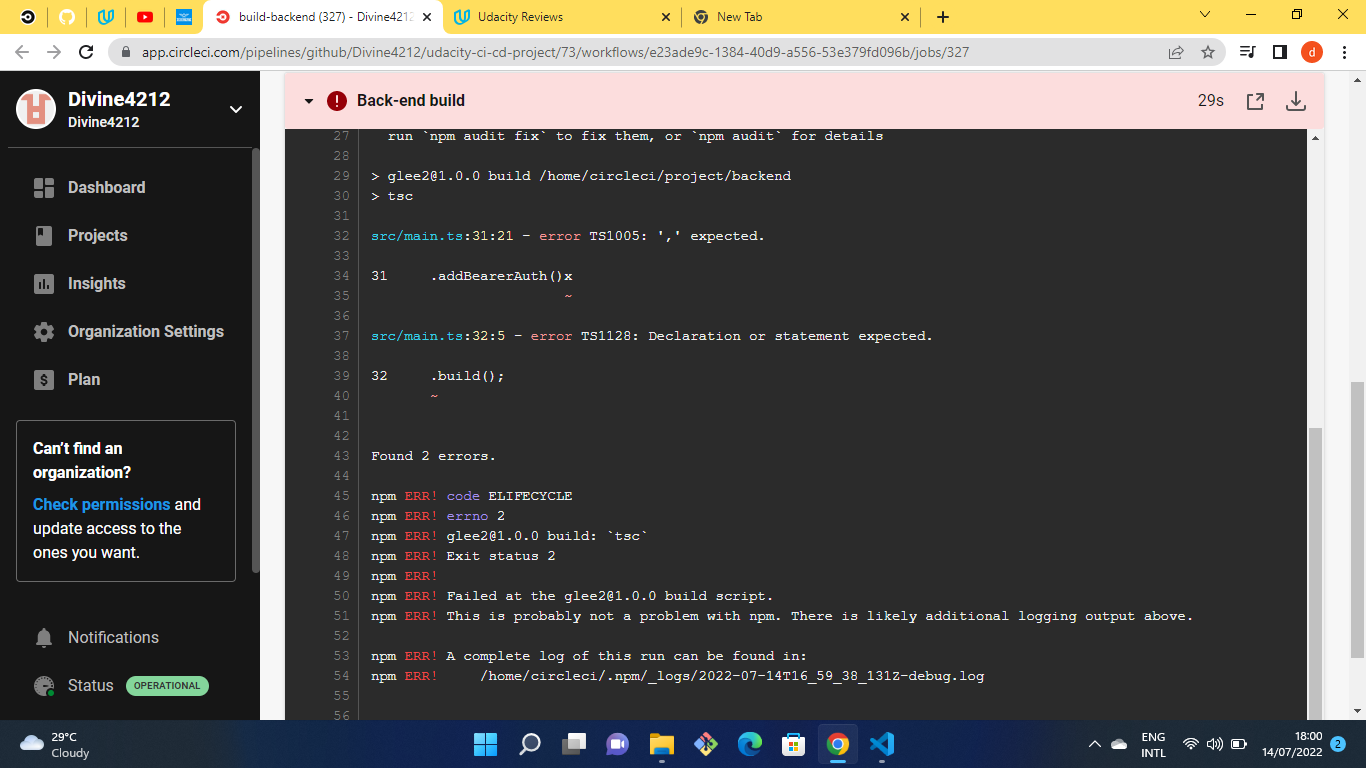 build-backend (327) - Divine4212
Udacity Reviews
New Tab
app.circleci.com/pipelines/github/Divine4212/udacity-ci-cd-project/73/workflows/e23ade9c-1384-40d9-a556-53e379fd096b/jobs/327
d
Divine4212
Divine4212
Dashboard
Projects
Insights
Organization Settings
Plan
Can't find an
organization?
Check permissions and
update access to the
ones you want.
Notifications
Status OPERATIONAL
Back-end build 29s
27 run `npm audit fix` to fix them, or `npm audit` for details
28
29 > glee2@1.0.0 build /home/circleci/project/backend
30 > tsc
31
32 src/main.ts:31:21 - error TS1005: ',' expected.
33
34 31 .addBearerAuth()x
35 ~
36
37 src/main.ts:32:5 - error TS1128: Declaration or statement expected.
38
39 32 .build();
40 ~
41
42
43 Found 2 errors.
44
45 npm ERR! code ELIFECYCLE
46 npm ERR! errno 2
47 npm ERR! glee2@1.0.0 build: `tsc`
48 npm ERR! Exit status 2
49 npm ERR!
50 npm ERR! Failed at the glee2@1.0.0 build script.
51 npm ERR! This is probably not a problem with npm. There is likely additional logging output above.
52
53 npm ERR! A complete log of this run can be found in:
54 npm ERR! /home/circleci/.npm/_logs/2022-07-14T16_59_38_131Z-debug.log
55
56
29°C
Cloudy
ENG
INTL
18:00
14/07/2022
2